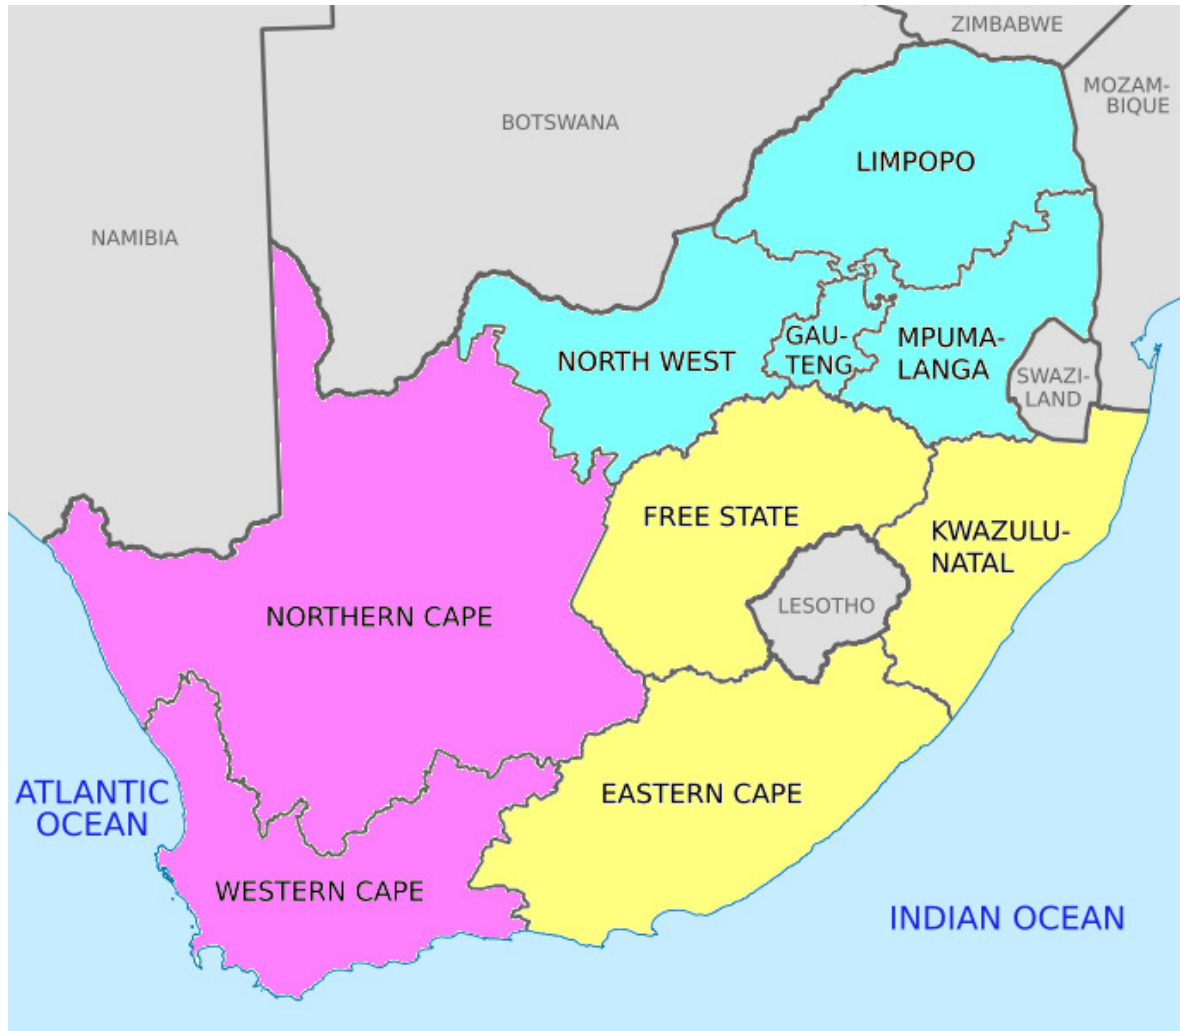 ZIMBABWE
MOZAM-
BIQUE
BOTSWANA
LIMPOPO
NAMIBIA
GAU-
TENG
MPUMA-
LANGA
NORTH WEST
SWAZI-
LAND
FREE STATE
KWAZULU-
NATAL
LESOTHO
NORTHERN CAPE
ATLANTIC
OCEAN
EASTERN CAPE
WESTERN CAPE
INDIAN OCEAN